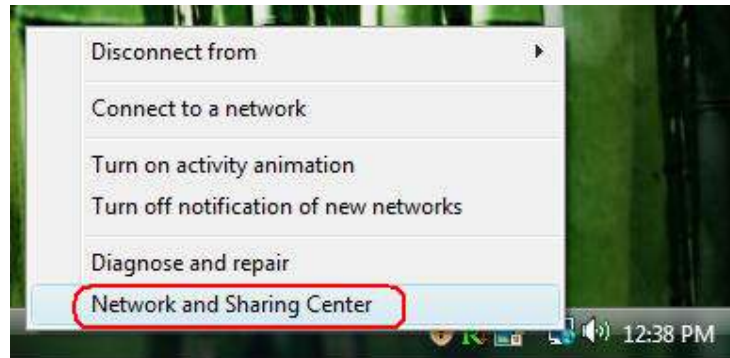 Disconnect from
Connect to a network
Turn on activity animation
Turn off notification of new networks
Diagnose and repair
Network and Sharing Center
12:38 PM